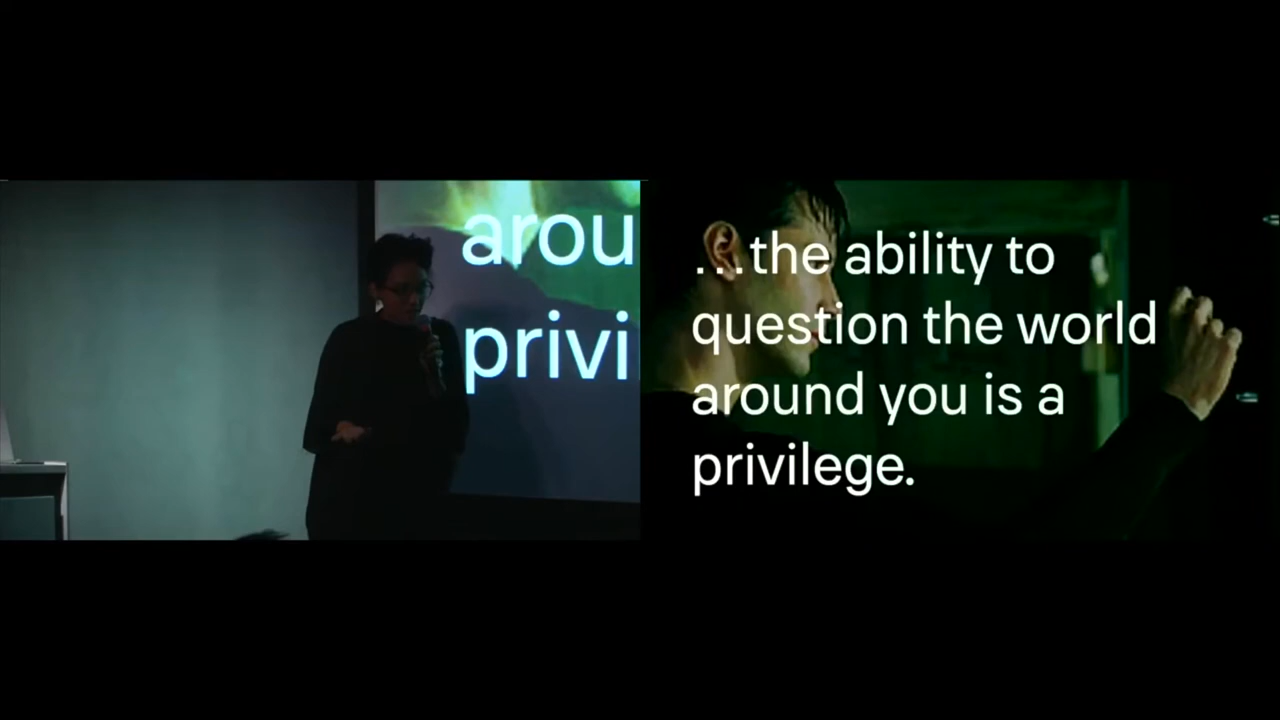 arou
privi
…the ability to
question the world
around you is a
privilege.